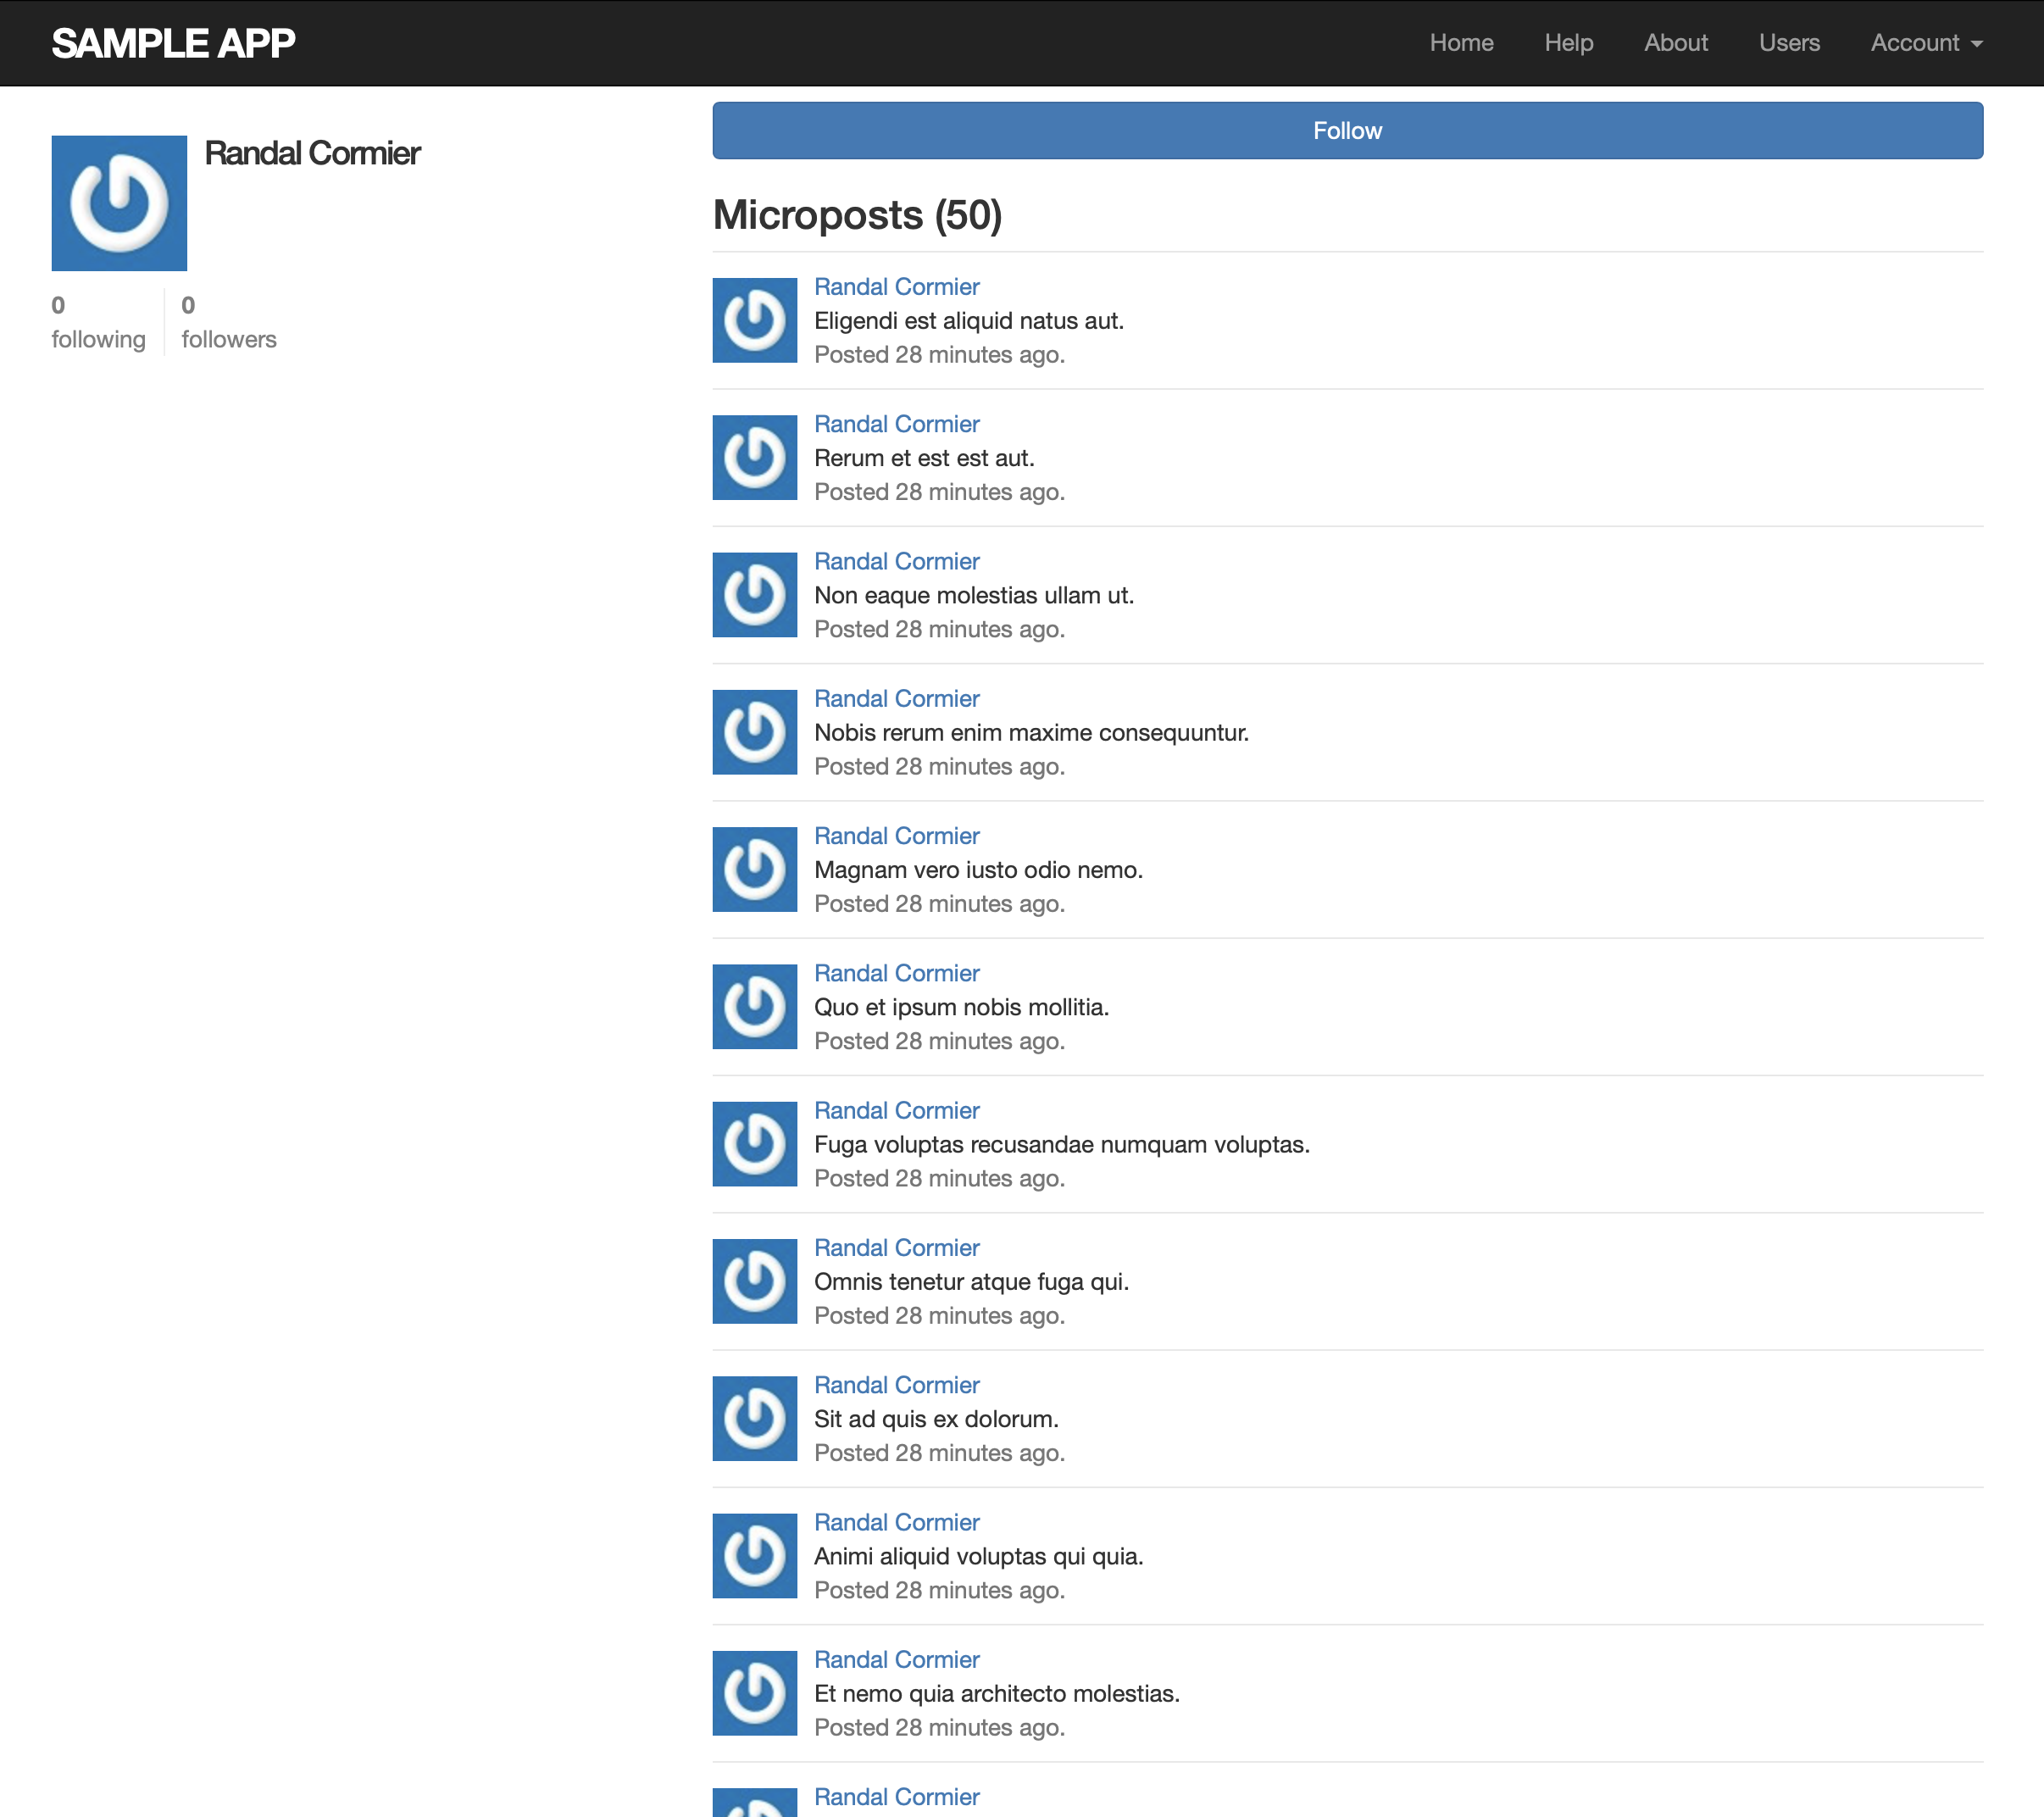 SAMPLE APP
Home Help About Users Account
Randal Cormier
0 following
0 followers
Follow
Microposts (50)
Randal Cormier
Eligendi est aliquid natus aut.
Posted 28 minutes ago.
Randal Cormier
Rerum et est est aut.
Posted 28 minutes ago.
Randal Cormier
Non eaque molestias ullam ut.
Posted 28 minutes ago.
Randal Cormier
Nobis rerum enim maxime consequuntur.
Posted 28 minutes ago.
Randal Cormier
Magnam vero iusto odio nemo.
Posted 28 minutes ago.
Randal Cormier
Quo et ipsum nobis mollitia.
Posted 28 minutes ago.
Randal Cormier
Fuga voluptas recusandae numquam voluptas.
Posted 28 minutes ago.
Randal Cormier
Omnis tenetur atque fuga qui.
Posted 28 minutes ago.
Randal Cormier
Sit ad quis ex dolorum.
Posted 28 minutes ago.
Randal Cormier
Animi aliquid voluptas qui quia.
Posted 28 minutes ago.
Randal Cormier
Et nemo quia architecto molestias.
Posted 28 minutes ago.
Randal Cormier